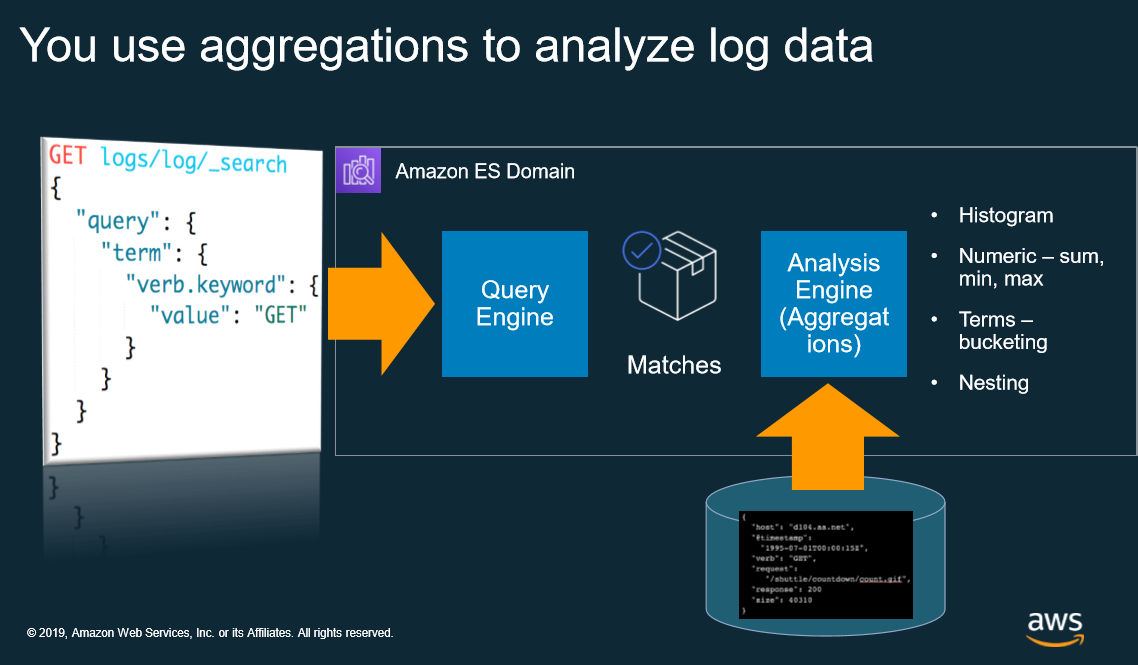 You use aggregations to analyze log data
GET logs/log/_search
{
"query": {
"term": {
"verb.keyword": {
"value": "GET"
}
}
}
}
Amazon ES Domain
Query
Engine
Matches
Analysis
Engine
(Aggregat
ions)
• Histogram
• Numeric – sum,
min, max
• Terms –
bucketing
• Nesting
{
"host": "d104.aa.net",
"@timestamp":
"1995-07-01T00:00:15Z",
"verb": "GET",
"request":
"/shuttle/countdown/count.gif",
"response": 200
"size": 40310
}
© 2019, Amazon Web Services, Inc. or its Affiliates. All rights reserved.
aws